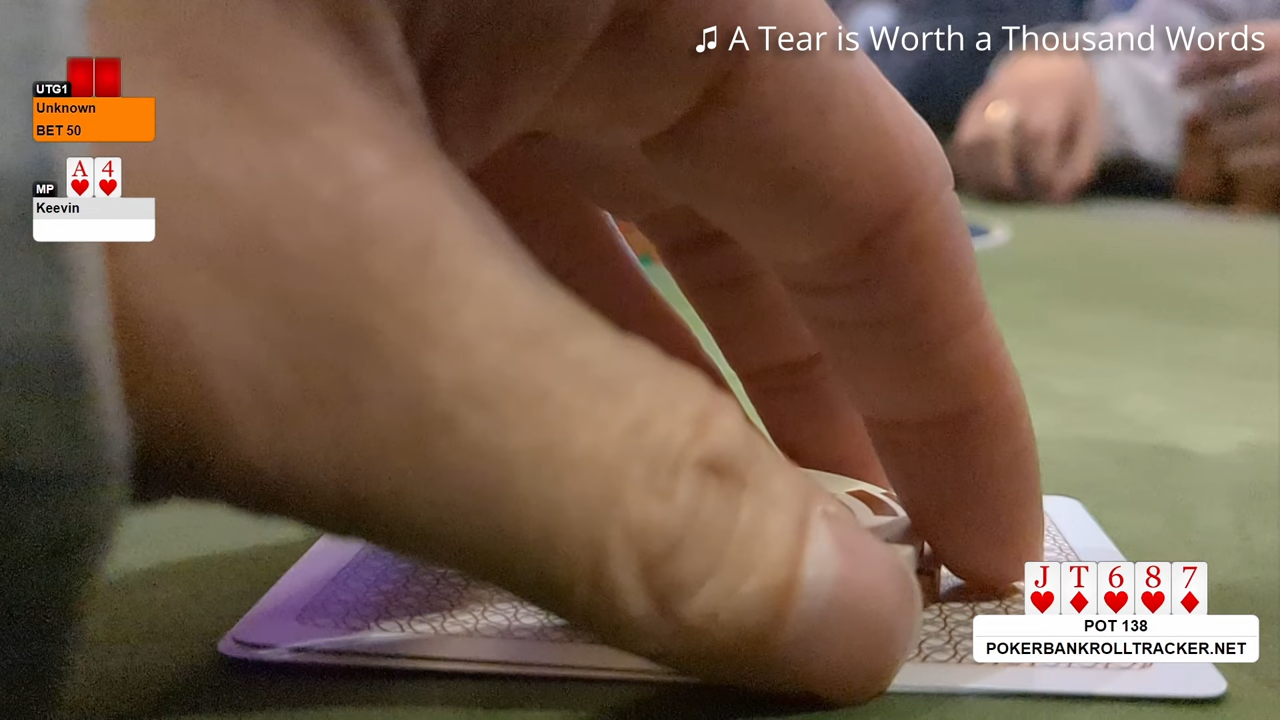 ♫ A Tear is Worth a Thousand Words
UTG1
Unknown
BET 50
A 4
MP
Keevin
J T 6 8 7
POT 138
POKERBANKROLLTRACKER.NET